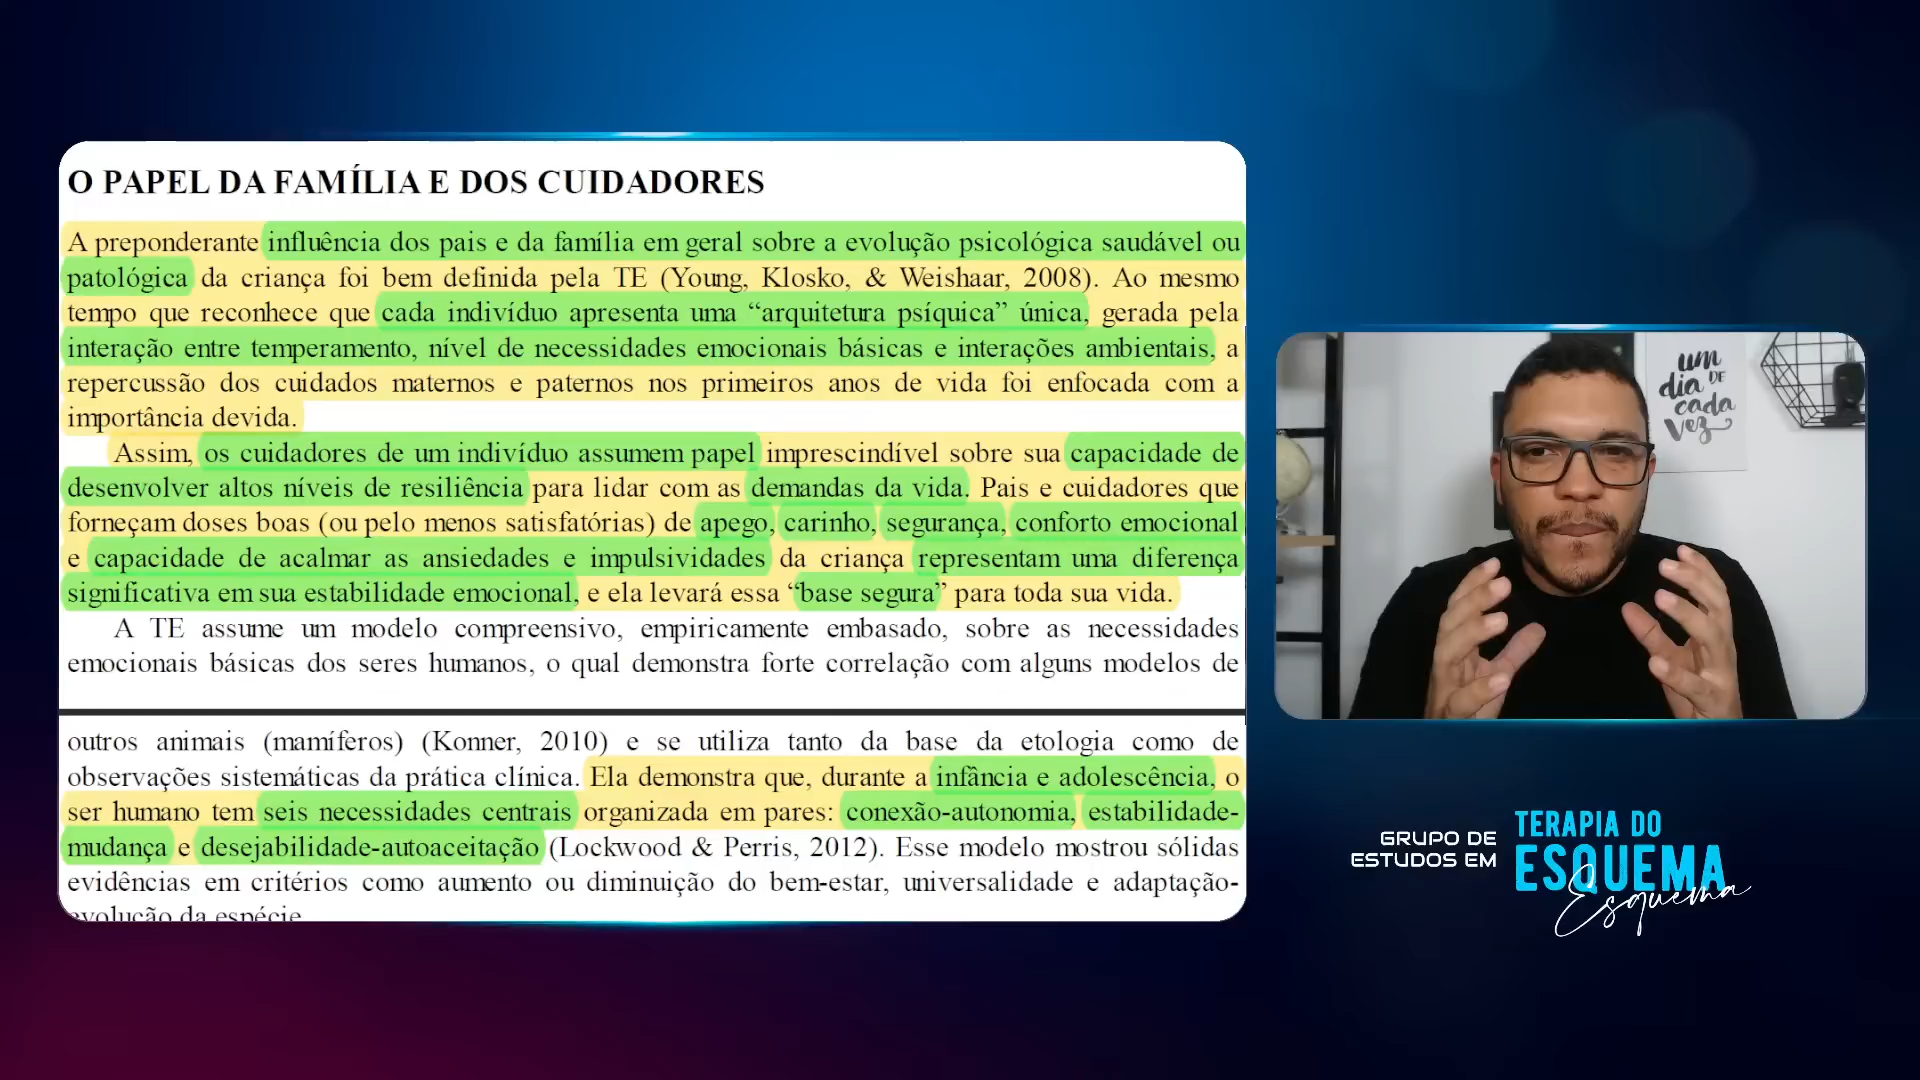 O PAPEL DA FAMÍLIA E DOS CUIDADORES
A preponderante influência dos pais e da família em geral sobre a evolução psicológica saudável ou
patológica da criança foi bem definida pela TE (Young, Klosko, & Weishaar, 2008). Ao mesmo
tempo que reconhece que cada indivíduo apresenta uma “arquitetura psíquica” única, gerada pela
interação entre temperamento, nível de necessidades emocionais básicas e interações ambientais, a
repercussão dos cuidados maternos e paternos nos primeiros anos de vida foi enfocada com a
importância devida.
Assim, os cuidadores de um indivíduo assumem papel imprescindível sobre sua capacidade de
desenvolver altos níveis de resiliência para lidar com as demandas da vida. Pais e cuidadores que
forneçam doses boas (ou pelo menos satisfatórias) de apego, carinho, segurança, conforto emocional
e capacidade de acalmar as ansiedades e impulsividades da criança representam uma diferença
significativa em sua estabilidade emocional, e ela levará essa “base segura” para toda sua vida.
A TE assume um modelo compreensivo, empiricamente embasado, sobre as necessidades
emocionais básicas dos seres humanos, o qual demonstra forte correlação com alguns modelos de
outros animais (mamíferos) (Konner, 2010) e se utiliza tanto da base da etologia como de
observações sistemáticas da prática clínica. Ela demonstra que, durante a infância e adolescência, o
ser humano tem seis necessidades centrais organizada em pares: conexão-autonomia, estabilidade-
mudança e desejabilidade-autoaceitação (Lockwood & Perris, 2012). Esse modelo mostrou sólidas
evidências em critérios como aumento ou diminuição do bem-estar, universalidade e adaptação-
evolução da espécie
um
dia DE
cada
vez
GRUPO DE
ESTUDOS EM
TERAPIA DO
ESQUEMA
Esquema